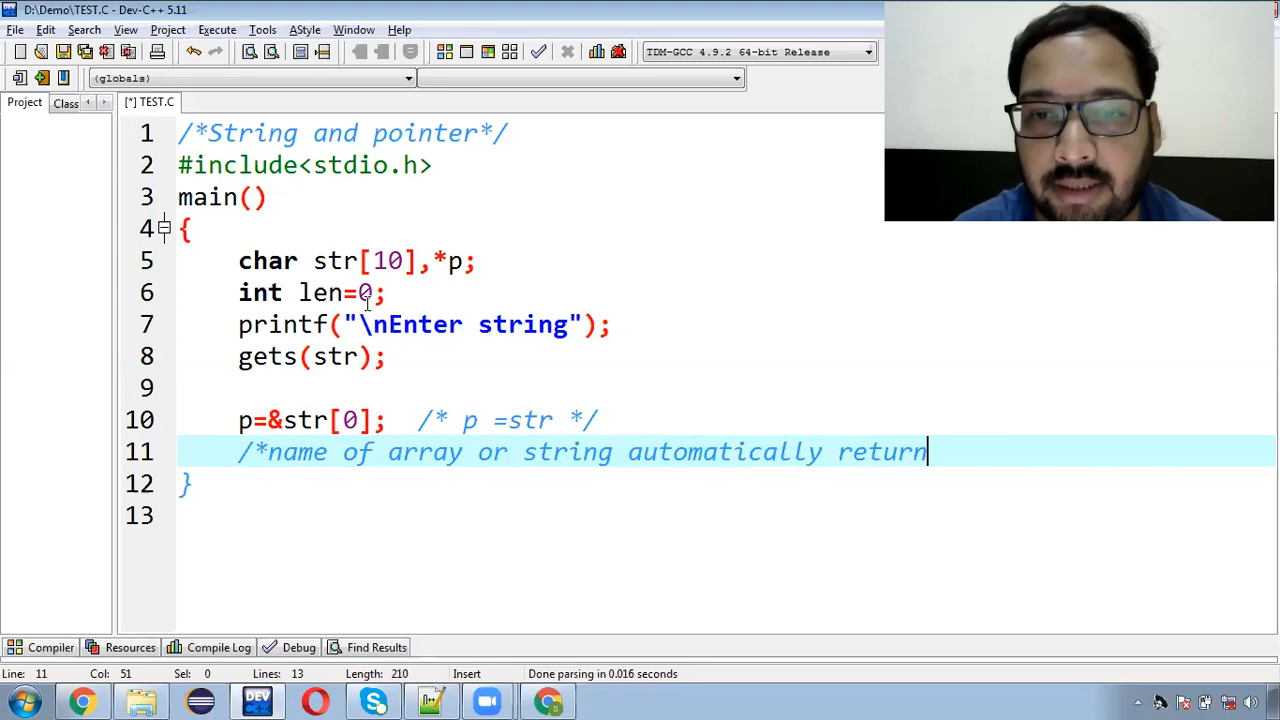 D:\Demo\TEST.C - Dev-C++ 5.11
File Edit Search View Project Execute Tools AStyle Window Help
TDM-GCC 4.9.2 64-bit Release
(globals)
Project Class [*] TEST.C
1 /*String and pointer*/
2 #include<stdio.h>
3 main()
4 {
5 char str[10],*p;
6 int len=0;
7 printf("\nEnter string");
8 gets(str);
9
10 p=&str[0]; /* p =str */
11 /*name of array or string automatically return
12 }
13
Compiler Resources Compile Log Debug Find Results
Line: 11 Col: 51 Sel: 0 Lines: 13 Length: 210 Insert Done parsing in 0.016 seconds
DEV C++